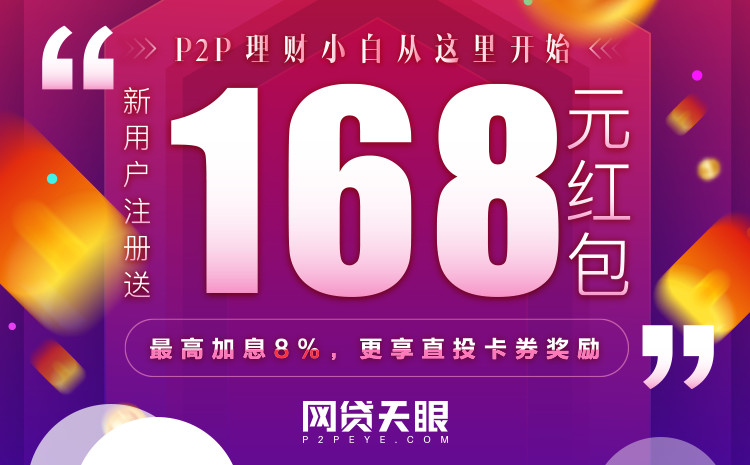 P2P理财小白从这里开始
新用户注册送
168
元红包
最高加息8%，更享直投卡券奖励
网贷天眼
P2PEYE.COM